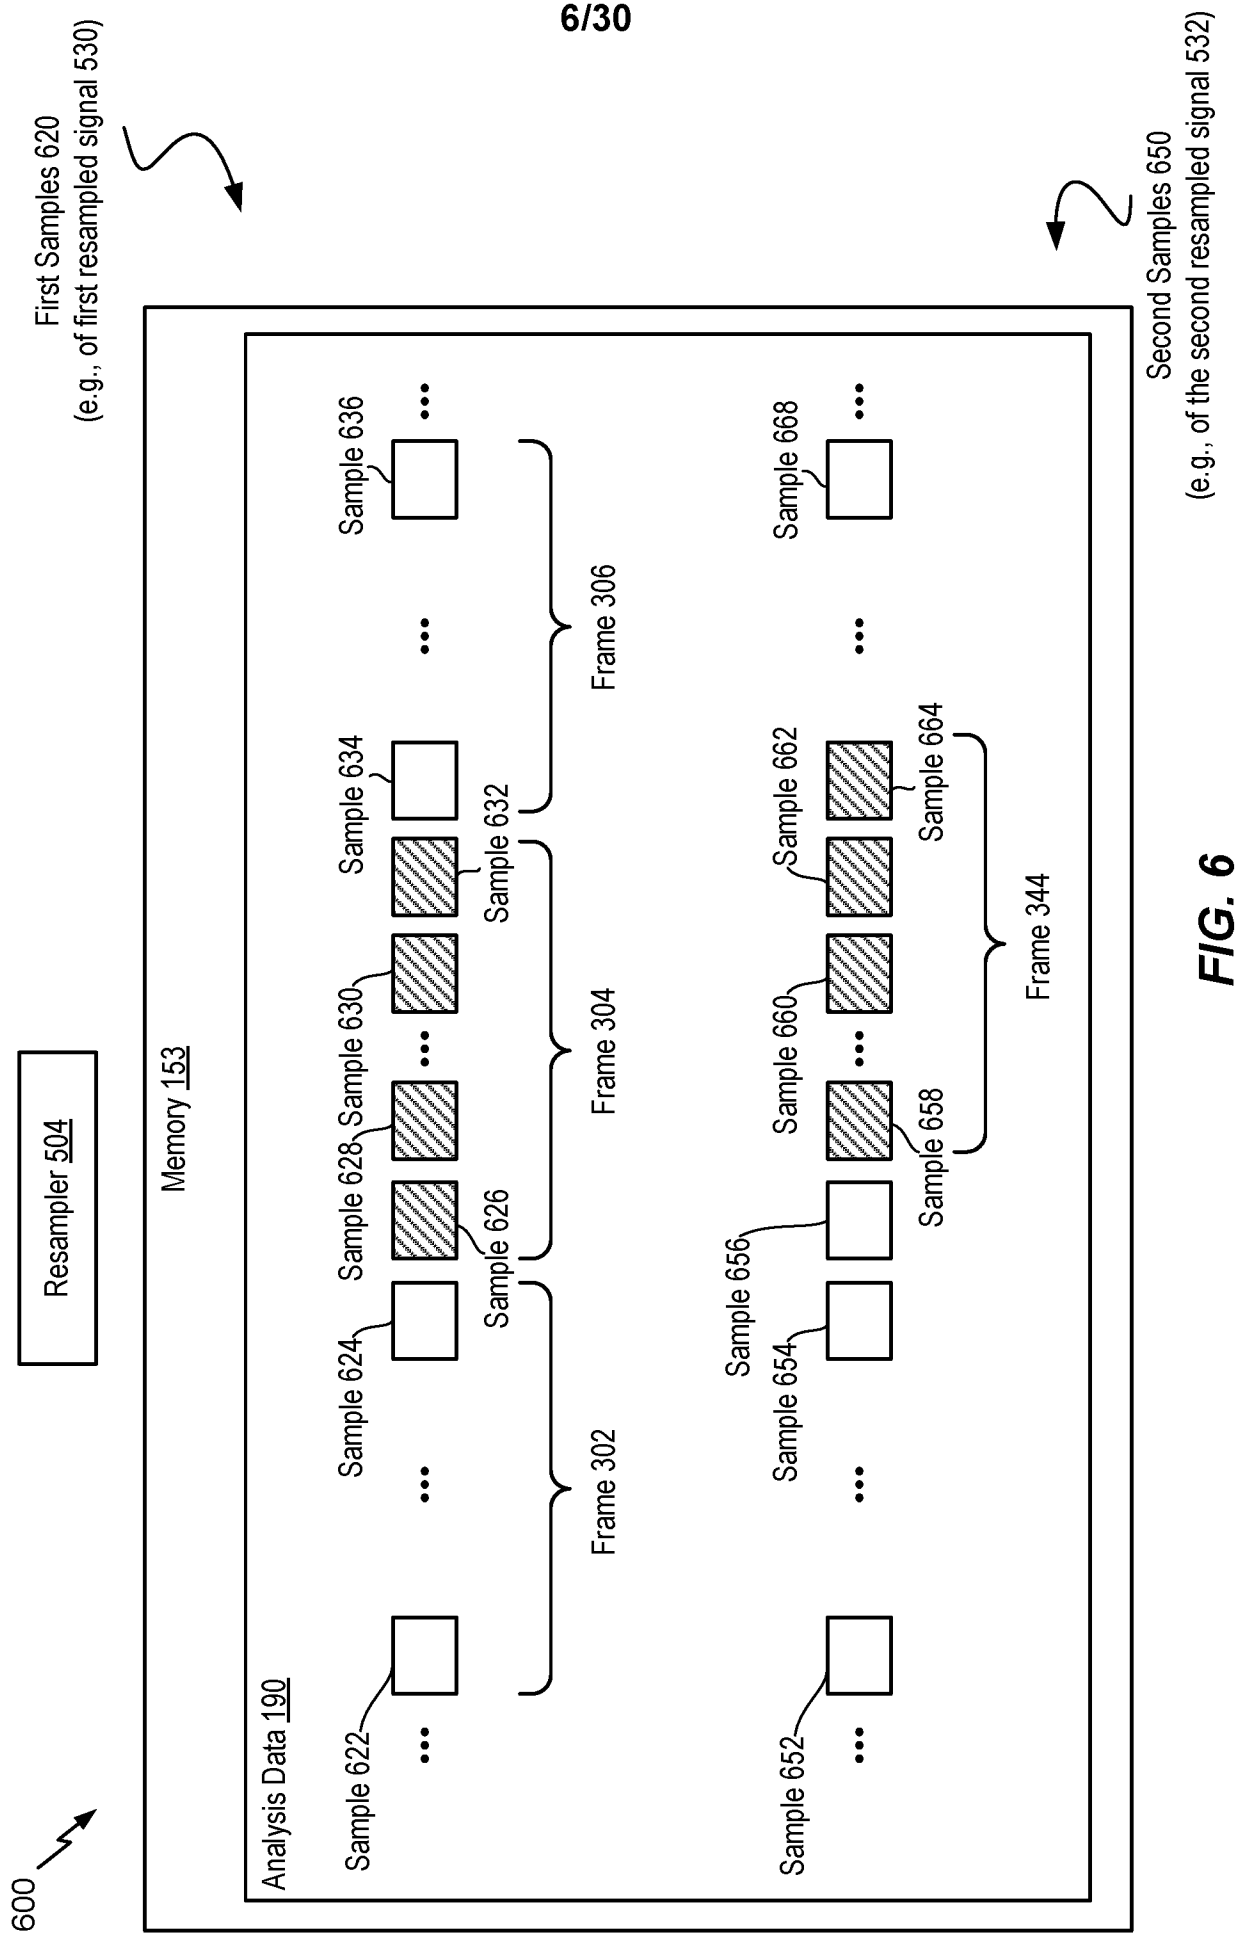 6/30
600
Resampler 504
Memory 153
First Samples 620
(e.g., of first resampled signal 530)
Analysis Data 190
Sample 622
Sample 624
Sample 626
Sample 628
Sample 630
Sample 632
Sample 634
Sample 636
Frame 302
Frame 304
Frame 306
Sample 652
Sample 654
Sample 656
Sample 658
Sample 660
Sample 662
Sample 664
Sample 668
Frame 344
Second Samples 650
(e.g., of the second resampled signal 532)
FIG. 6